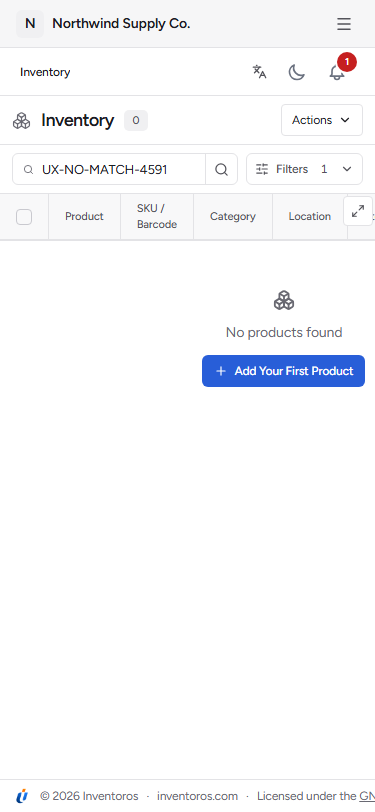 N Northwind Supply Co.
Inventory
1
Inventory 0
Actions
UX-NO-MATCH-4591
Filters 1
Product
SKU /
Barcode
Category
Location
No products found
Add Your First Product
© 2026 Inventoros · inventoros.com · Licensed under the GN